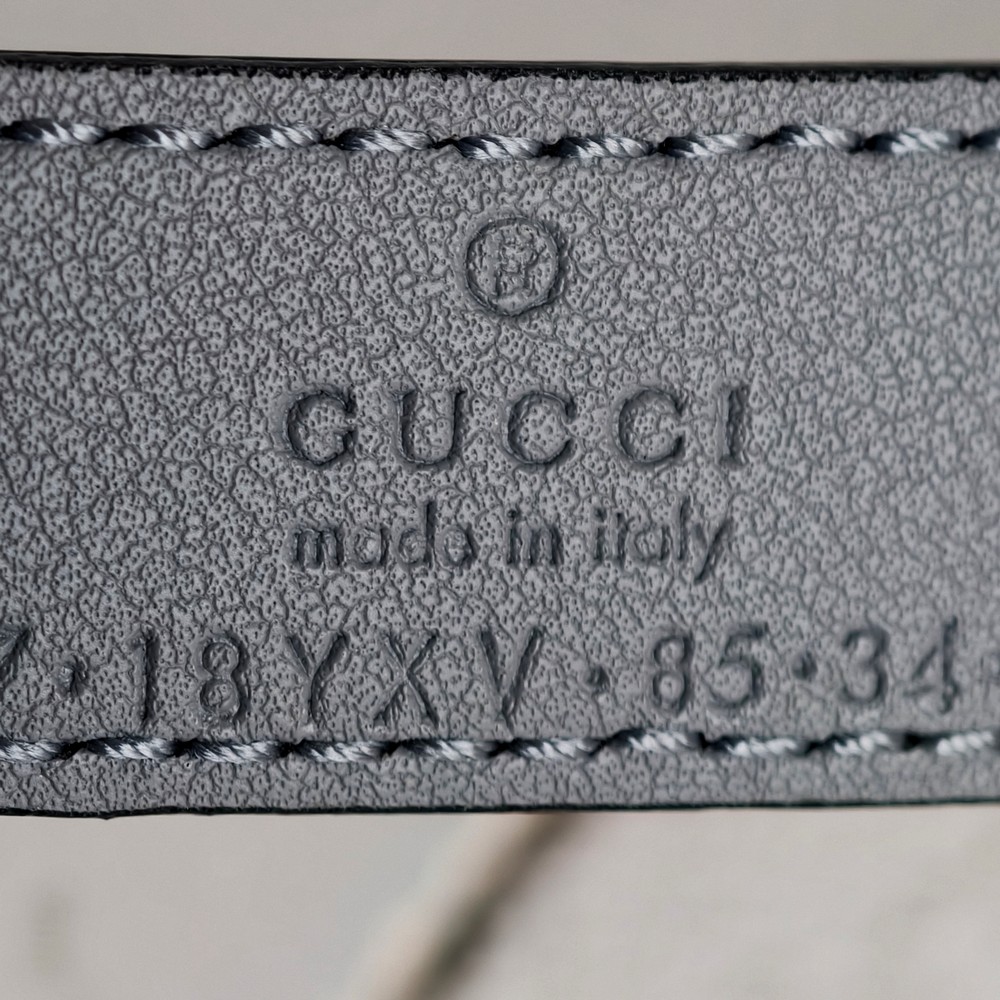 ®
GUCCI
made in italy
· 18YXV · 85 · 34